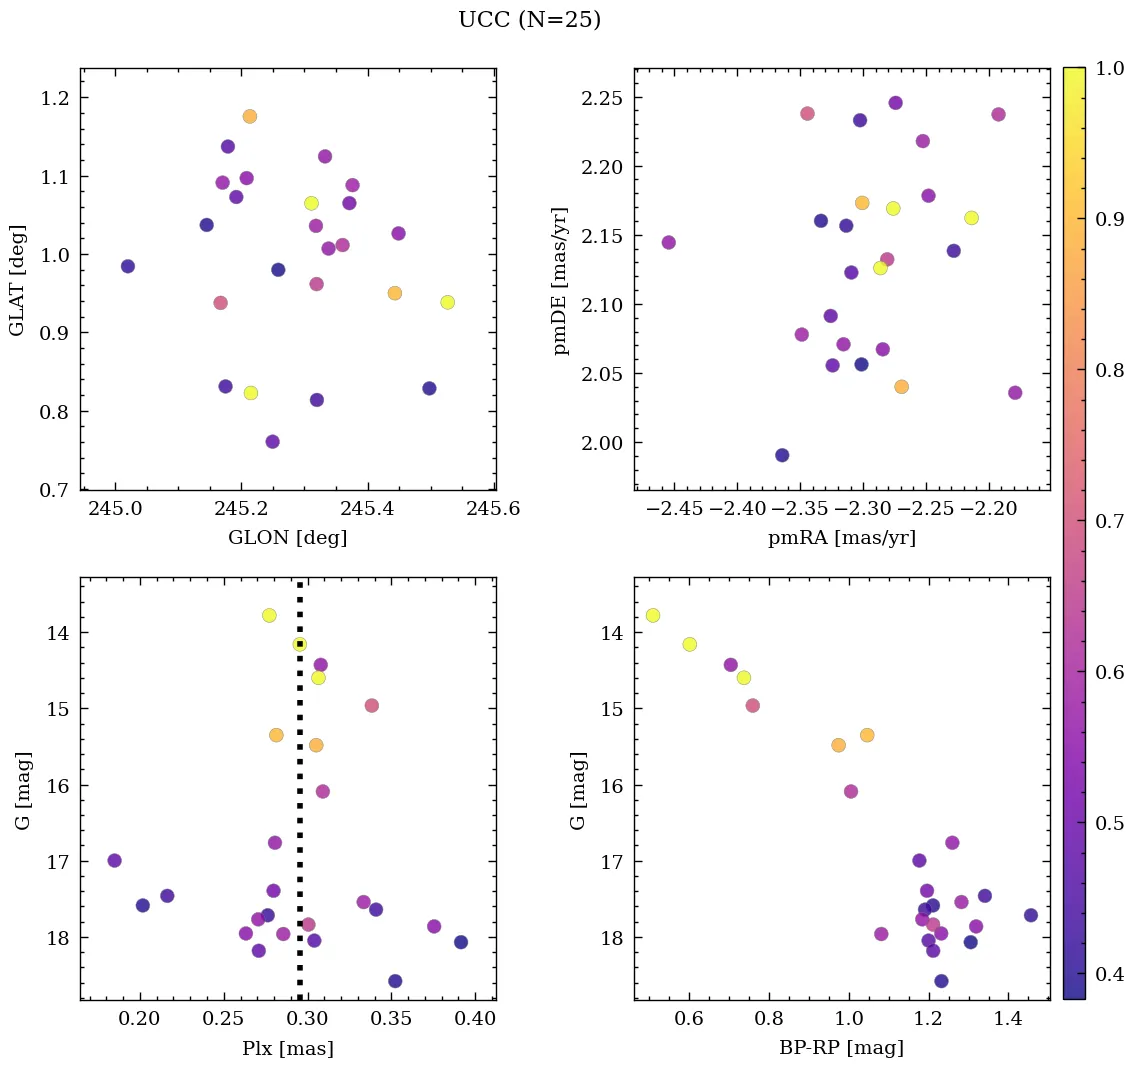 UCC (N=25)
1.2
1.1
1.0
0.9
0.8
0.7
GLAT [deg]
245.0 245.2 245.4 245.6
GLON [deg]
2.25
2.20
2.15
2.10
2.05
2.00
pmDE [mas/yr]
−2.45 −2.40 −2.35 −2.30 −2.25 −2.20
pmRA [mas/yr]
14
15
16
17
18
G [mag]
0.20 0.25 0.30 0.35 0.40
Plx [mas]
14
15
16
17
18
G [mag]
0.6 0.8 1.0 1.2 1.4
BP-RP [mag]
1.0
0.9
0.8
0.7
0.6
0.5
0.4